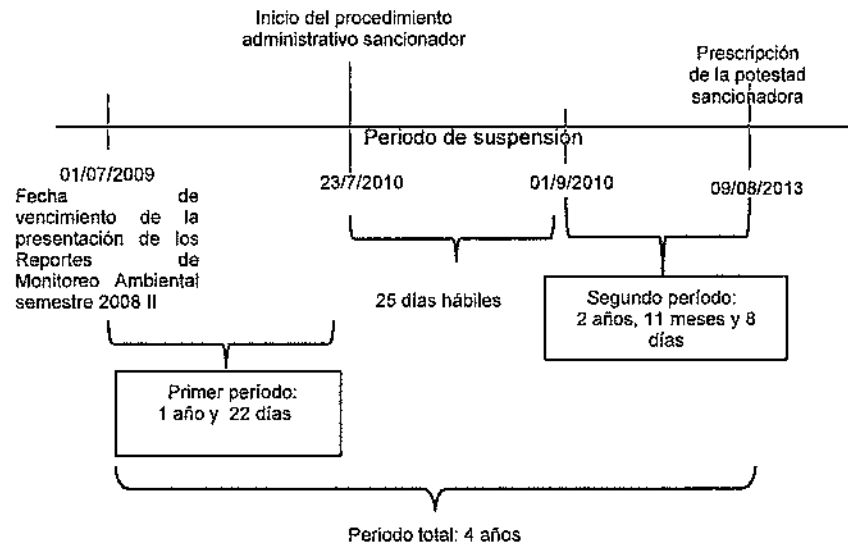 Inicio del procedimiento
administrativo sancionador
Prescripción
de la potestad
sancionadora
Período de suspensión
01/07/2009
Fecha de
vencimiento de la
presentación de los
Reportes de
Monitoreo Ambiental
semestre 2008 II
23/7/2010
01/9/2010
09/08/2013
25 días hábiles
Segundo período:
2 años, 11 meses y 8
días
Primer período:
1 año y 22 días
Período total: 4 años